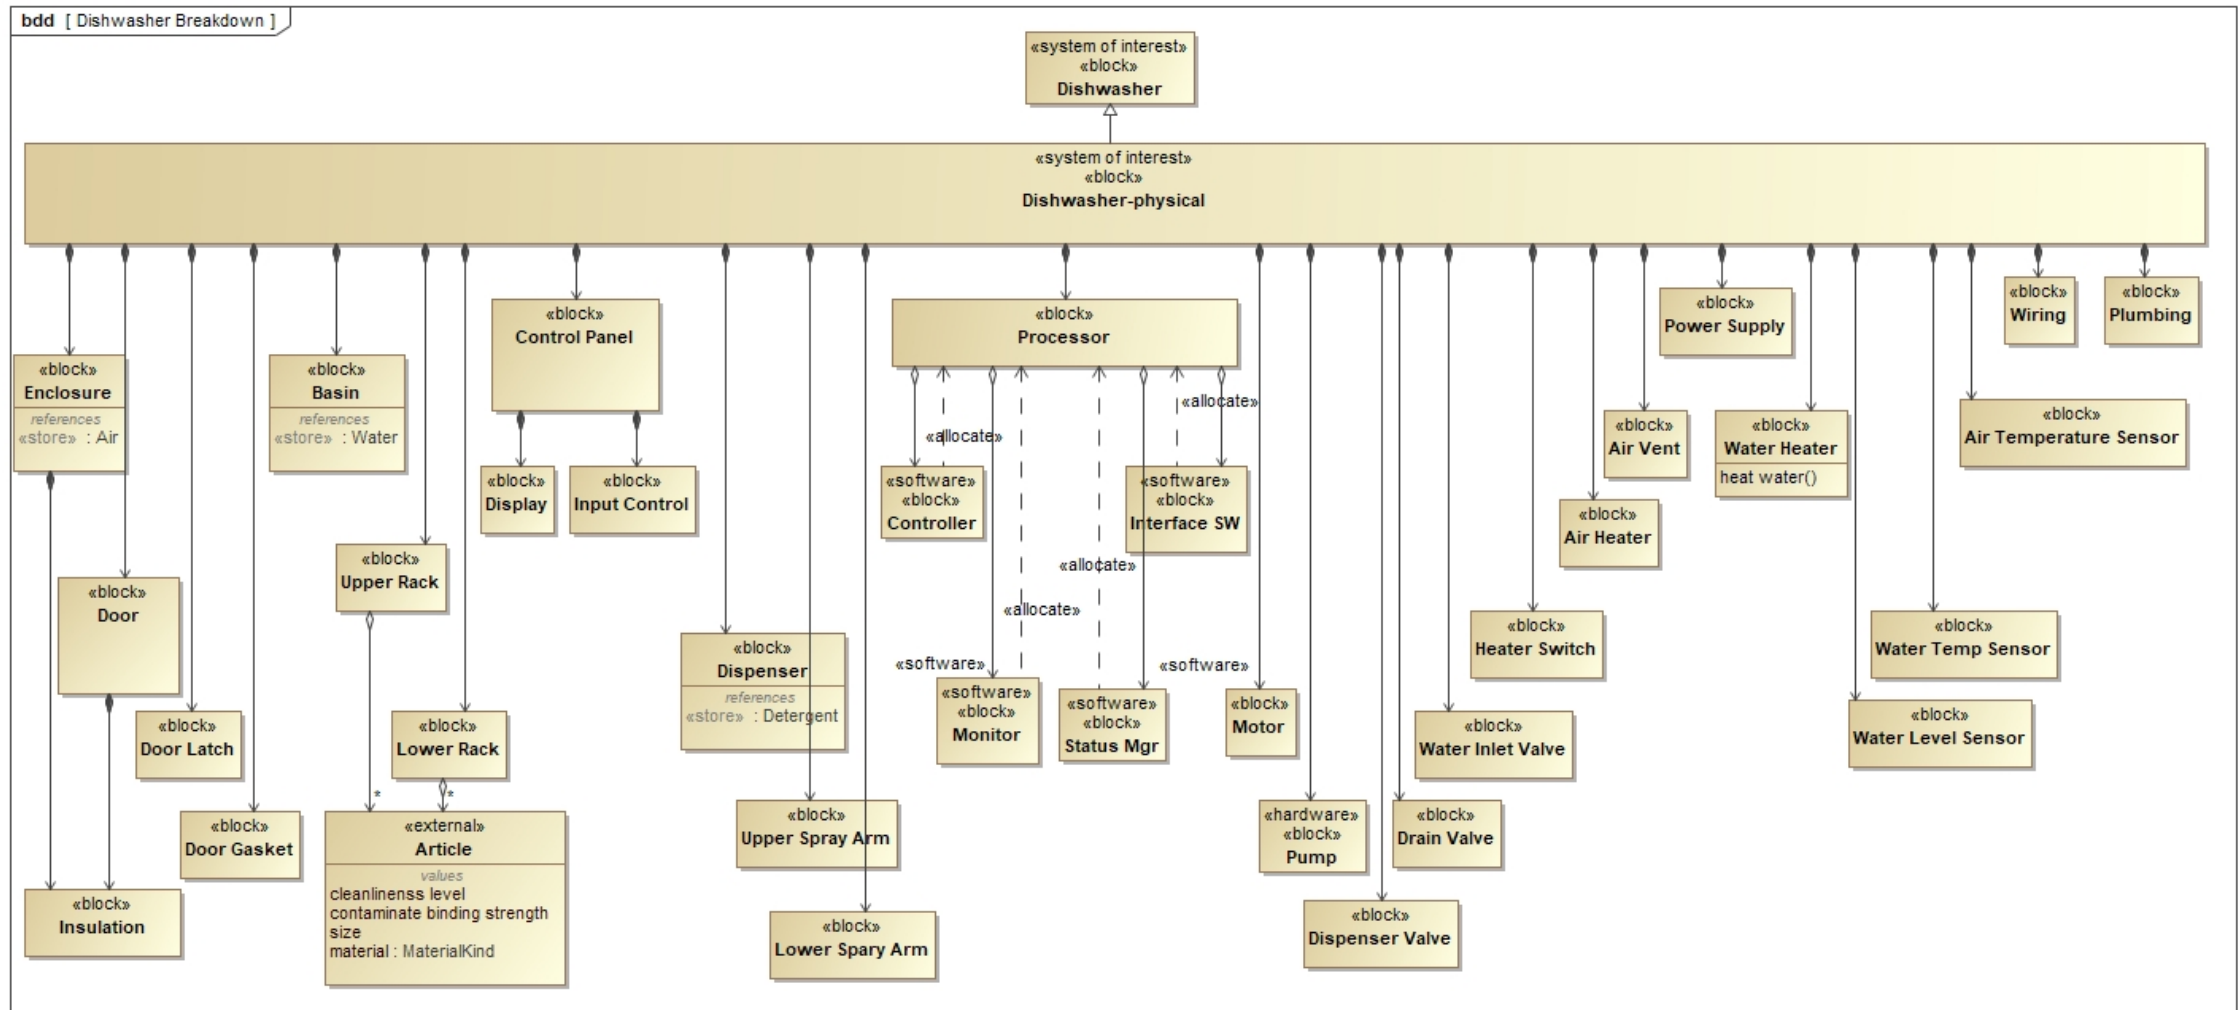 bdd [ Dishwasher Breakdown ]
«system of interest»
«block»
Dishwasher
«system of interest»
«block»
Dishwasher-physical
«block»
Enclosure
references
«store» : Air
«block»
Basin
references
«store» : Water
«block»
Control Panel
«block»
Display
«block»
Input Control
«block»
Processor
«allocate»
«allocate»
«allocate»
«allocate»
«software»
«block»
Controller
«software»
«block»
Interface SW
«software»
«software»
«block»
Monitor
«software»
«block»
Status Mgr
«software»
«block»
Motor
«block»
Power Supply
«block»
Wiring
«block»
Plumbing
«block»
Air Vent
«block»
Water Heater
heat water()
«block»
Air Temperature Sensor
«block»
Air Heater
«block»
Heater Switch
«block»
Water Temp Sensor
«block»
Water Inlet Valve
«block»
Water Level Sensor
«block»
Door
«block»
Upper Rack
«block»
Door Latch
«block»
Lower Rack
*
*
«block»
Dispenser
references
«store» : Detergent
«block»
Door Gasket
«external»
Article
values
cleanlinenss level
contaminate binding strength
size
material : MaterialKind
«block»
Insulation
«block»
Upper Spray Arm
«block»
Lower Spary Arm
«hardware»
«block»
Pump
«block»
Drain Valve
«block»
Dispenser Valve